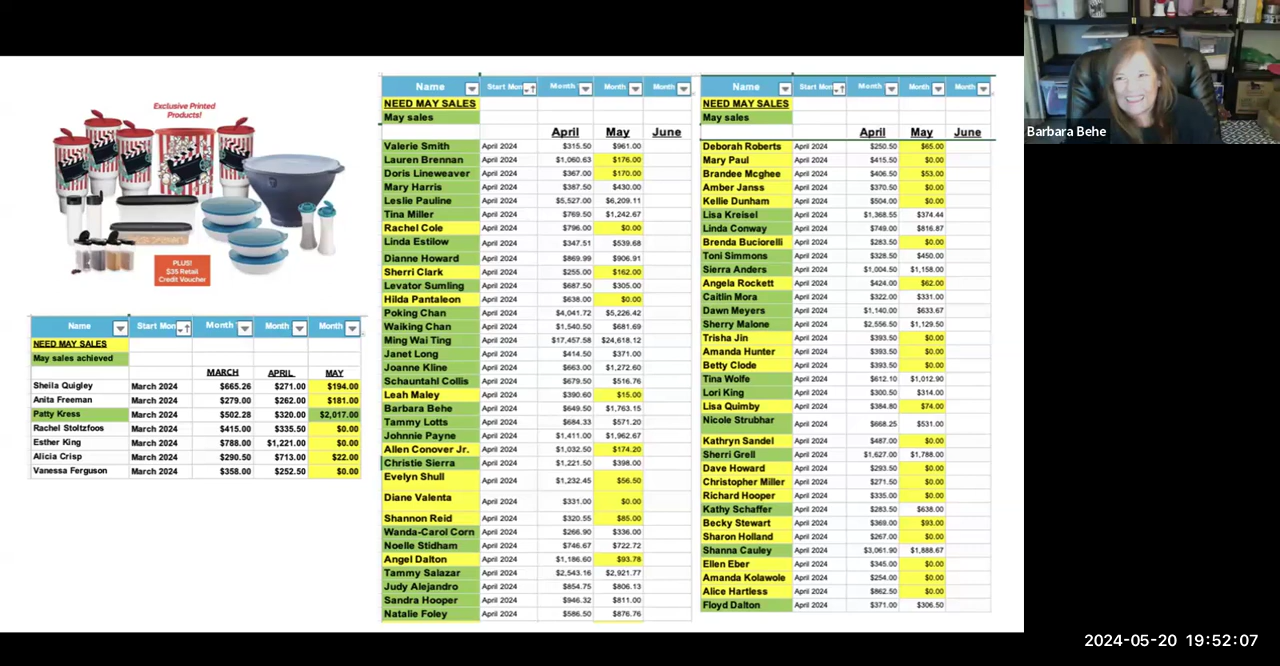 Exclusive Printed
Products!
PLUS!
$35 Retail
Credit Voucher
Name Start Mon Month Month Month
NEED MAY SALES
May sales achieved
MARCH APRIL MAY
Sheila Quigley March 2024 $665.26 $271.00 $194.00
Anita Freeman March 2024 $279.00 $262.00 $181.00
Patty Kress March 2024 $502.28 $320.00 $2,017.00
Rachel Stoltzfoos March 2024 $415.00 $335.50 $0.00
Esther King March 2024 $788.00 $1,221.00 $0.00
Alicia Crisp March 2024 $290.50 $713.00 $22.00
Vanessa Ferguson March 2024 $358.00 $252.50 $0.00
Name Start Mon Month Month Month
NEED MAY SALES
May sales
April May June
Valerie Smith April 2024 $315.50 $961.00
Lauren Brennan April 2024 $1,060.63 $176.00
Doris Lineweaver April 2024 $367.00 $170.00
Mary Harris April 2024 $387.50 $430.00
Leslie Pauline April 2024 $5,527.00 $6,209.11
Tina Miller April 2024 $769.50 $1,242.67
Rachel Cole April 2024 $796.00 $0.00
Linda Estilow April 2024 $347.51 $539.68
Dianne Howard April 2024 $869.99 $906.91
Sherri Clark April 2024 $255.00 $162.00
Levator Sumling April 2024 $687.50 $305.00
Hilda Pantaleon April 2024 $638.00 $0.00
Poking Chan April 2024 $4,041.72 $5,226.42
Waiking Chan April 2024 $1,540.50 $681.69
Ming Wai Ting April 2024 $17,457.58 $24,618.12
Janet Long April 2024 $414.50 $371.00
Joanne Kline April 2024 $663.00 $1,272.60
Schauntahl Collis April 2024 $679.50 $516.76
Leah Maley April 2024 $390.60 $15.00
Barbara Behe April 2024 $649.50 $1,763.15
Tammy Lotts April 2024 $684.33 $571.20
Johnnie Payne April 2024 $1,411.00 $1,962.67
Allen Conover Jr. April 2024 $1,032.50 $174.20
Christie Sierra April 2024 $1,221.50 $398.00
Evelyn Shull April 2024 $1,232.45 $56.50
Diane Valenta April 2024 $331.00 $0.00
Shannon Reid April 2024 $320.55 $85.00
Wanda-Carol Corn April 2024 $266.90 $336.00
Noelle Stidham April 2024 $746.67 $722.72
Angel Dalton April 2024 $1,186.60 $93.78
Tammy Salazar April 2024 $2,543.16 $2,921.77
Judy Alejandro April 2024 $854.75 $806.13
Sandra Hooper April 2024 $946.32 $811.00
Natalie Foley April 2024 $586.50 $876.76
Name Start Mon Month Month Month
NEED MAY SALES
May sales
April May June
Deborah Roberts April 2024 $250.50 $65.00
Mary Paul April 2024 $415.50 $0.00
Brandee Mcghee April 2024 $406.50 $53.00
Amber Janss April 2024 $370.50 $0.00
Kellie Dunham April 2024 $504.00 $0.00
Lisa Kreisel April 2024 $1,368.55 $374.44
Linda Conway April 2024 $749.00 $816.87
Brenda Buciorelli April 2024 $283.50 $0.00
Toni Simmons April 2024 $328.50 $450.00
Sierra Anders April 2024 $1,004.50 $1,158.00
Angela Rockett April 2024 $424.00 $62.00
Caitlin Mora April 2024 $322.00 $331.00
Dawn Meyers April 2024 $1,140.00 $633.67
Sherry Malone April 2024 $2,556.50 $1,129.50
Trisha Jin April 2024 $393.50 $0.00
Amanda Hunter April 2024 $393.50 $0.00
Betty Clode April 2024 $393.50 $0.00
Tina Wolfe April 2024 $612.10 $1,012.90
Lori King April 2024 $300.50 $314.00
Lisa Quimby April 2024 $384.80 $74.00
Nicole Strubhar April 2024 $668.25 $531.00
Kathryn Sandel April 2024 $487.00 $0.00
Sherri Grell April 2024 $1,627.00 $1,788.00
Dave Howard April 2024 $293.50 $0.00
Christopher Miller April 2024 $271.50 $0.00
Richard Hooper April 2024 $335.00 $0.00
Kathy Schaffer April 2024 $283.50 $638.00
Becky Stewart April 2024 $369.00 $93.00
Sharon Holland April 2024 $267.00 $0.00
Shanna Cauley April 2024 $3,061.90 $1,888.67
Ellen Eber April 2024 $345.00 $0.00
Amanda Kolawole April 2024 $254.00 $0.00
Alice Hartless April 2024 $862.50 $0.00
Floyd Dalton April 2024 $371.00 $306.50
Barbara Behe
2024-05-20 19:52:07